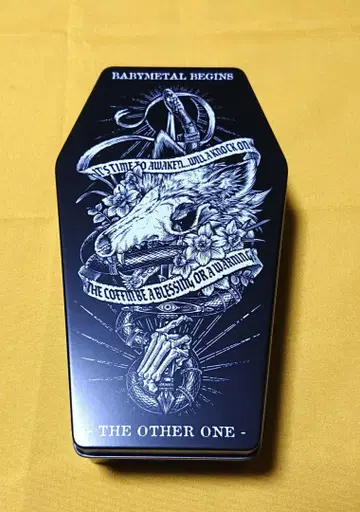 BABYMETAL BEGINS
IT'S TIME TO AWAKEN...WILL A KNOCK ON
THE COFFIN BE A BLESSING OR A WARNING
- THE OTHER ONE -